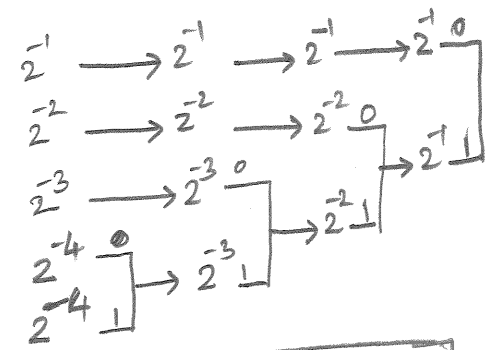 2⁻¹ → 2⁻¹ → 2⁻¹ → 2⁻¹ 0
2⁻² → 2⁻² → 2⁻² 0 → 2⁻¹ 1
2⁻³ → 2⁻³ 0 → 2⁻² 1
2⁻⁴ 0 → 2⁻³ 1
2⁻⁴ 1